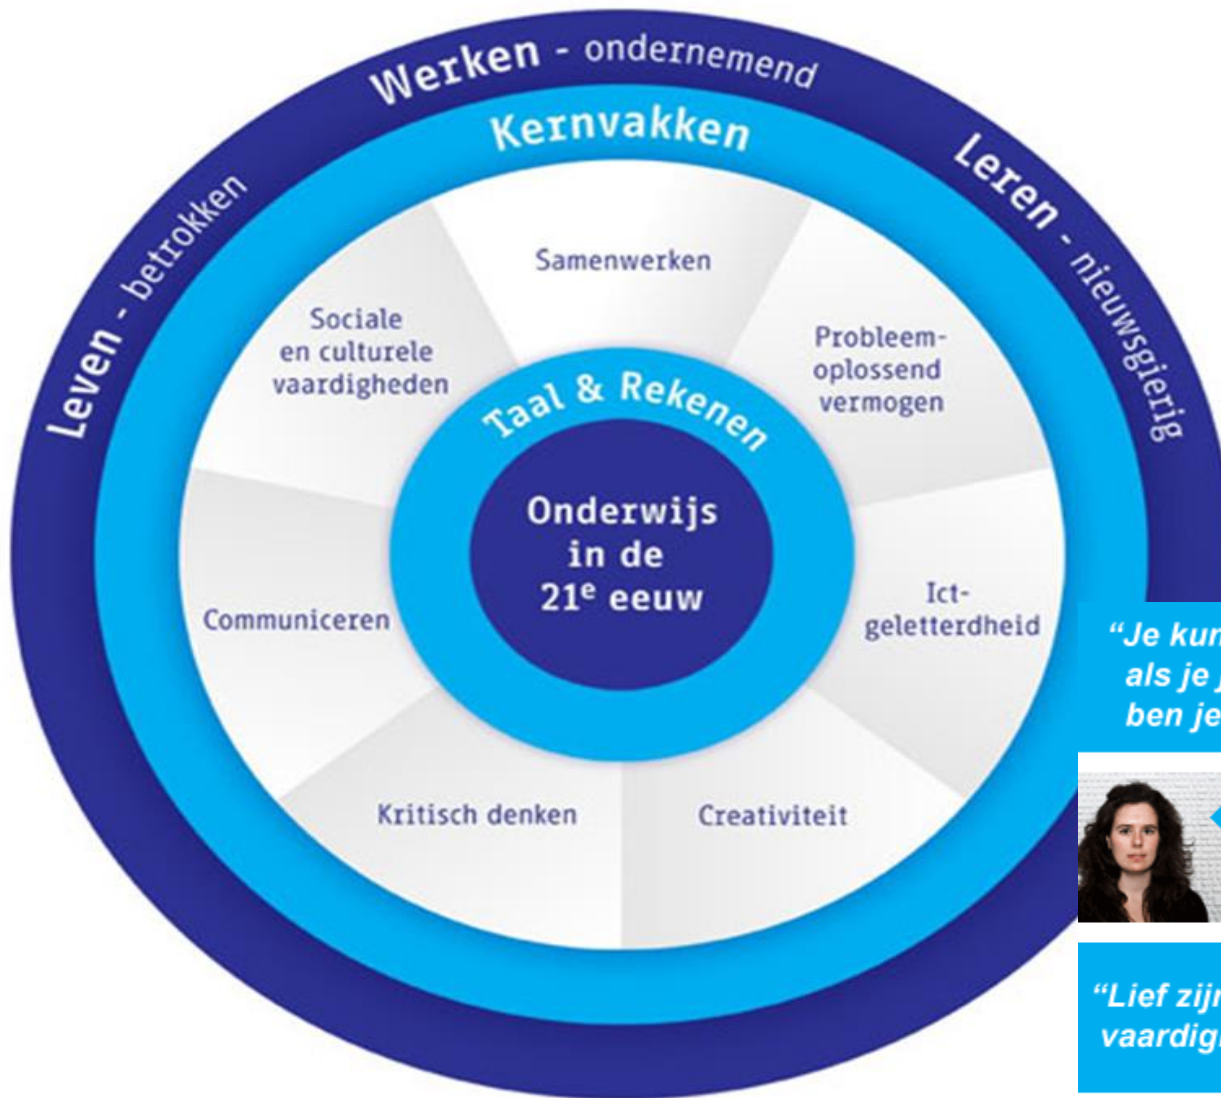 Werken - ondernemend
Kernvakken
Leren - nieuwsgierig
Leven - betrokken
Samenwerken
Sociale
en culturele
vaardigheden
Probleem-
oplossend
vermogen
Taal & Rekenen
Onderwijs
in de
21e eeuw
Communiceren
Ict-
geletterdheid
Kritisch denken
Creativiteit
“Je kun
als je j
ben je
“Lief zijn
vaardig